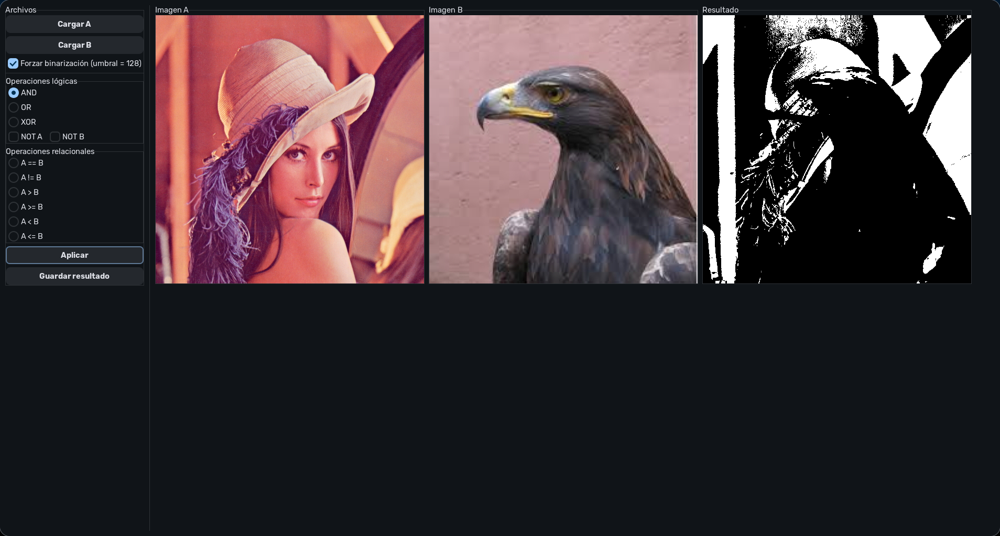 Archivos
Cargar A
Cargar B
Forzar binarización (umbral = 128)
Operaciones lógicas
AND
OR
XOR
NOT A NOT B
Operaciones relacionales
A == B
A != B
A > B
A >= B
A < B
A <= B
Aplicar
Guardar resultado
Imagen A
Imagen B
Resultado